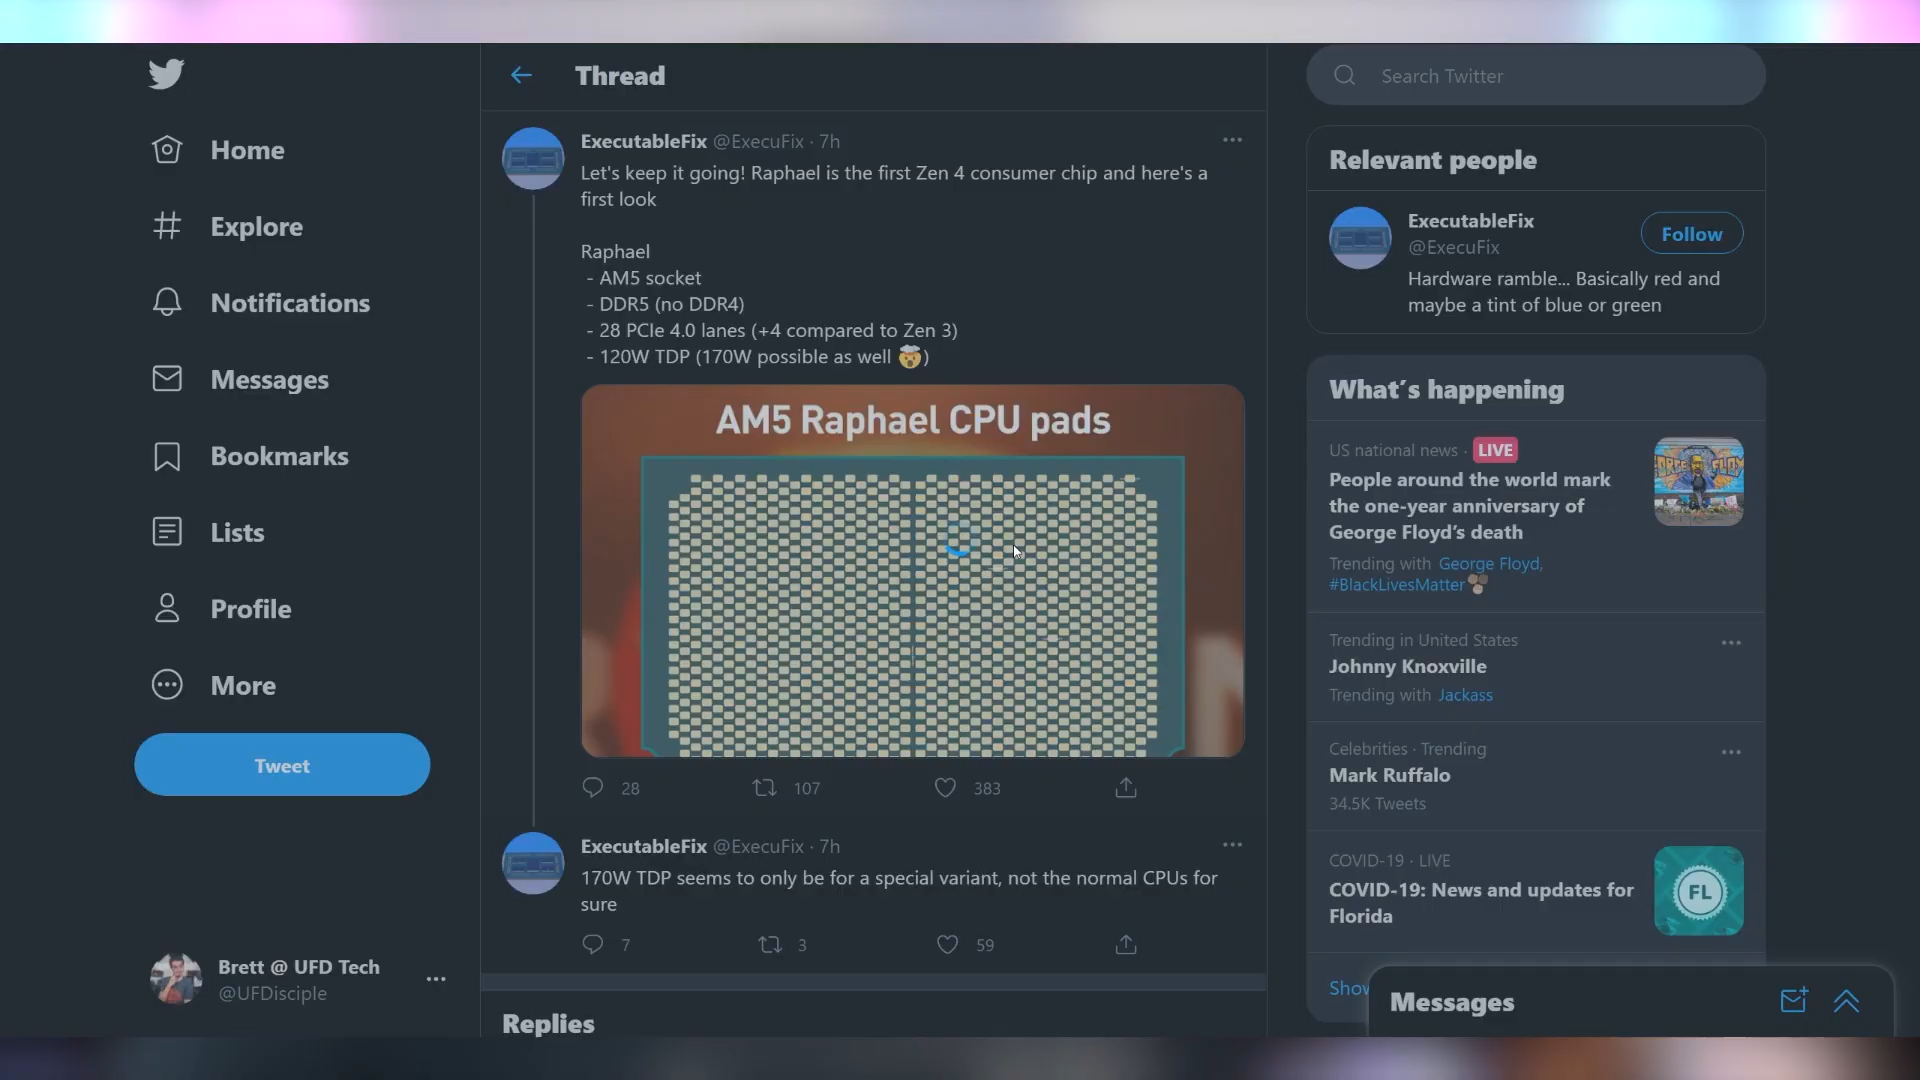 Home
Explore
Notifications
Messages
Bookmarks
Lists
Profile
More
Tweet
Brett @ UFD Tech
@UFDisciple
Thread
ExecutableFix @ExecuFix · 7h
Let's keep it going! Raphael is the first Zen 4 consumer chip and here's a
first look
Raphael
- AM5 socket
- DDR5 (no DDR4)
- 28 PCIe 4.0 lanes (+4 compared to Zen 3)
- 120W TDP (170W possible as well 🤯)
AM5 Raphael CPU pads
28 107 383
ExecutableFix @ExecuFix · 7h
170W TDP seems to only be for a special variant, not the normal CPUs for
sure
7 3 59
Replies
Search Twitter
Relevant people
ExecutableFix
@ExecuFix
Follow
Hardware ramble... Basically red and
maybe a tint of blue or green
What's happening
US national news · LIVE
People around the world mark
the one-year anniversary of
George Floyd's death
Trending with George Floyd,
#BlackLivesMatter
Trending in United States
Johnny Knoxville
Trending with Jackass
Celebrities · Trending
Mark Ruffalo
34.5K Tweets
COVID-19 · LIVE
COVID-19: News and updates for
Florida
FL
Messages